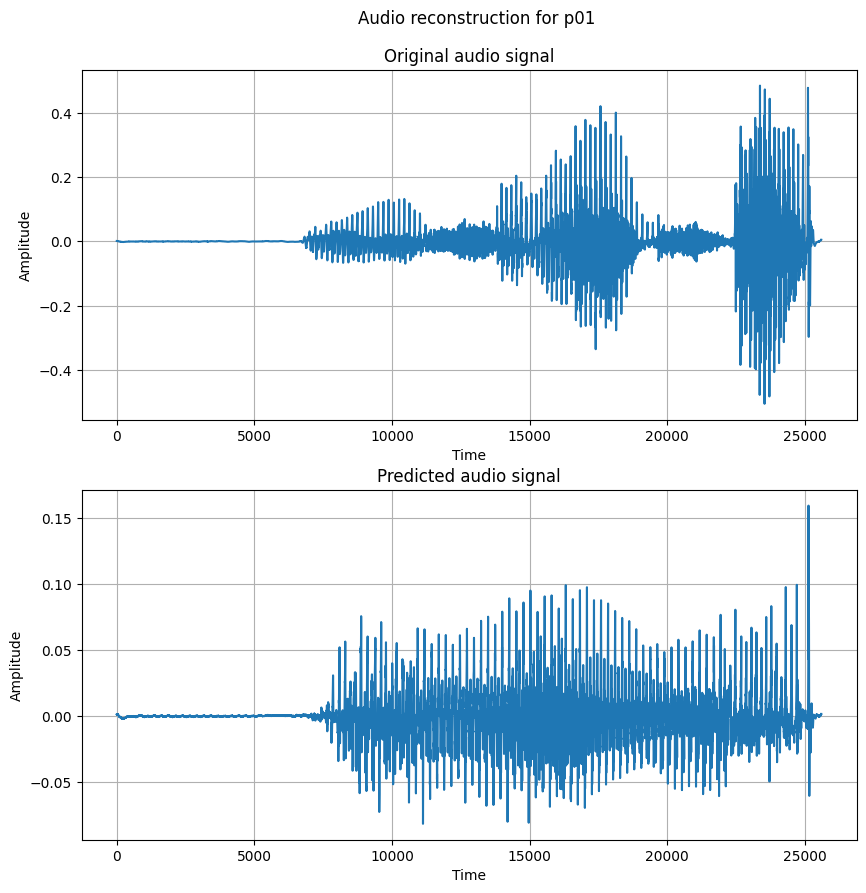 Audio reconstruction for p01
Original audio signal
0.4
0.2
0.0
−0.2
−0.4
Amplitude
0 5000 10000 15000 20000 25000
Time
Predicted audio signal
0.15
0.10
0.05
0.00
−0.05
Amplitude
0 5000 10000 15000 20000 25000
Time